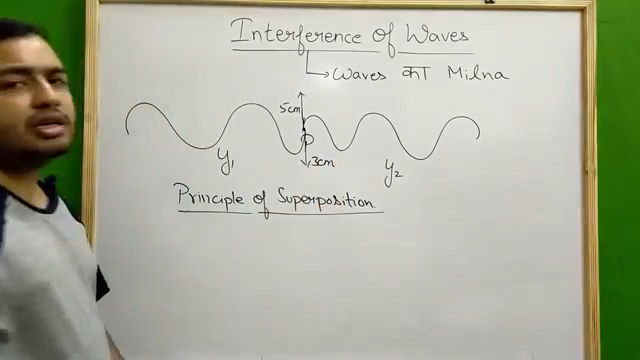 Interference of Waves
→ Waves का Milna
5cm
3cm
y₁
y₂
Principle of Superposition